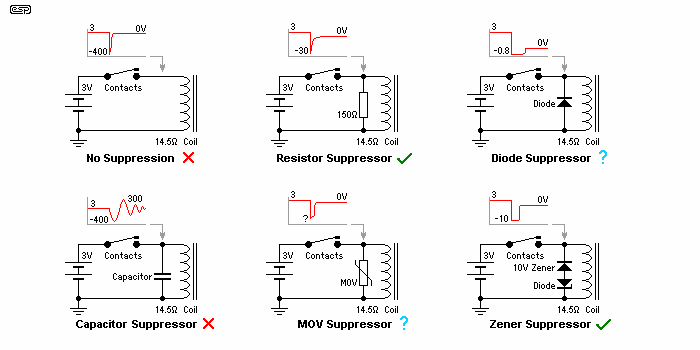 ESP
3 0V
-400
3V
Contacts
14.5Ω Coil
No Suppression
3 0V
-30
3V
Contacts
150Ω
14.5Ω Coil
Resistor Suppressor
3 0V
-0.8
3V
Contacts
Diode
14.5Ω Coil
Diode Suppressor ?
3 300
-400
3V
Contacts
Capacitor
14.5Ω Coil
Capacitor Suppressor
3 0V
?
3V
Contacts
MOV
14.5Ω Coil
MOV Suppressor ?
3 0V
-10
3V
Contacts
10V Zener
Diode
14.5Ω Coil
Zener Suppressor